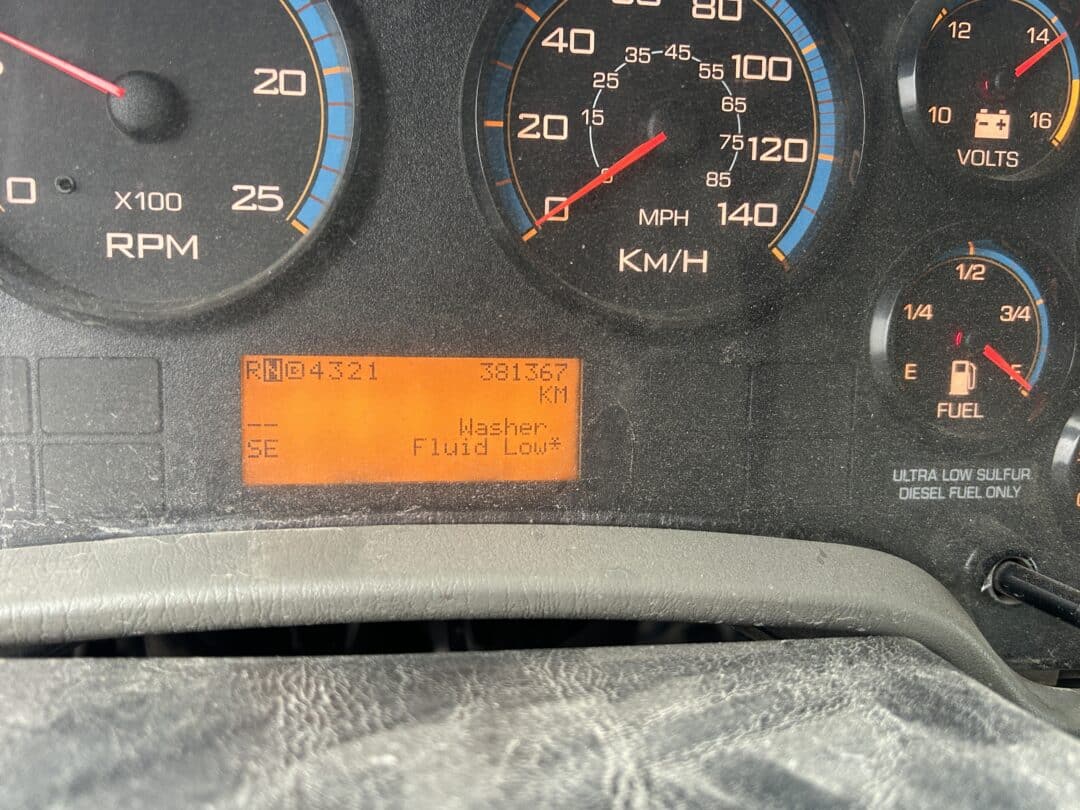 20
25
0
X100
RPM
80
40
100
20
120
0
140
35
45
25
55
15
65
75
85
MPH
KM/H
12
14
10
16
VOLTS
1/2
1/4
3/4
E
FUEL
RND4321 381367
KM
-- Washer
SE Fluid Low*
ULTRA LOW SULFUR
DIESEL FUEL ONLY